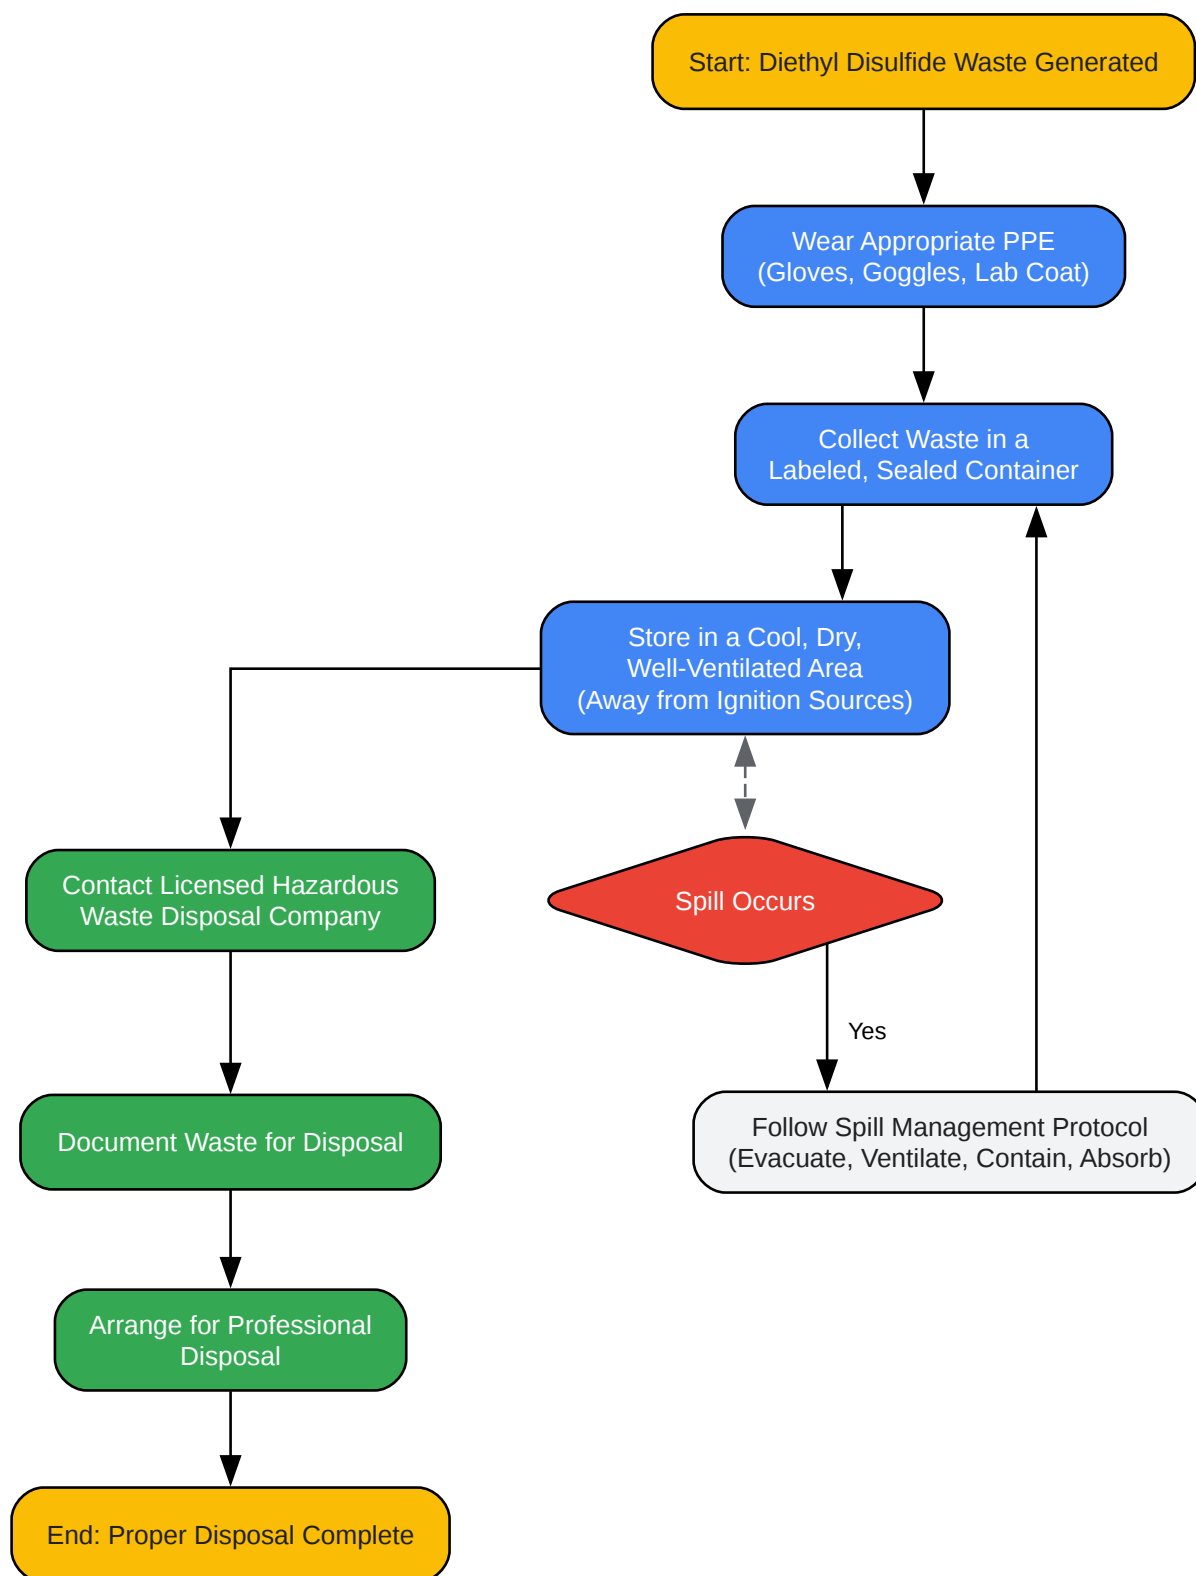 Start: Diethyl Disulfide Waste Generated
Wear Appropriate PPE
(Gloves, Goggles, Lab Coat)
Collect Waste in a
Labeled, Sealed Container
Store in a Cool, Dry,
Well-Ventilated Area
(Away from Ignition Sources)
Contact Licensed Hazardous
Waste Disposal Company
Spill Occurs
Yes
Document Waste for Disposal
Follow Spill Management Protocol
(Evacuate, Ventilate, Contain, Absorb)
Arrange for Professional
Disposal
End: Proper Disposal Complete